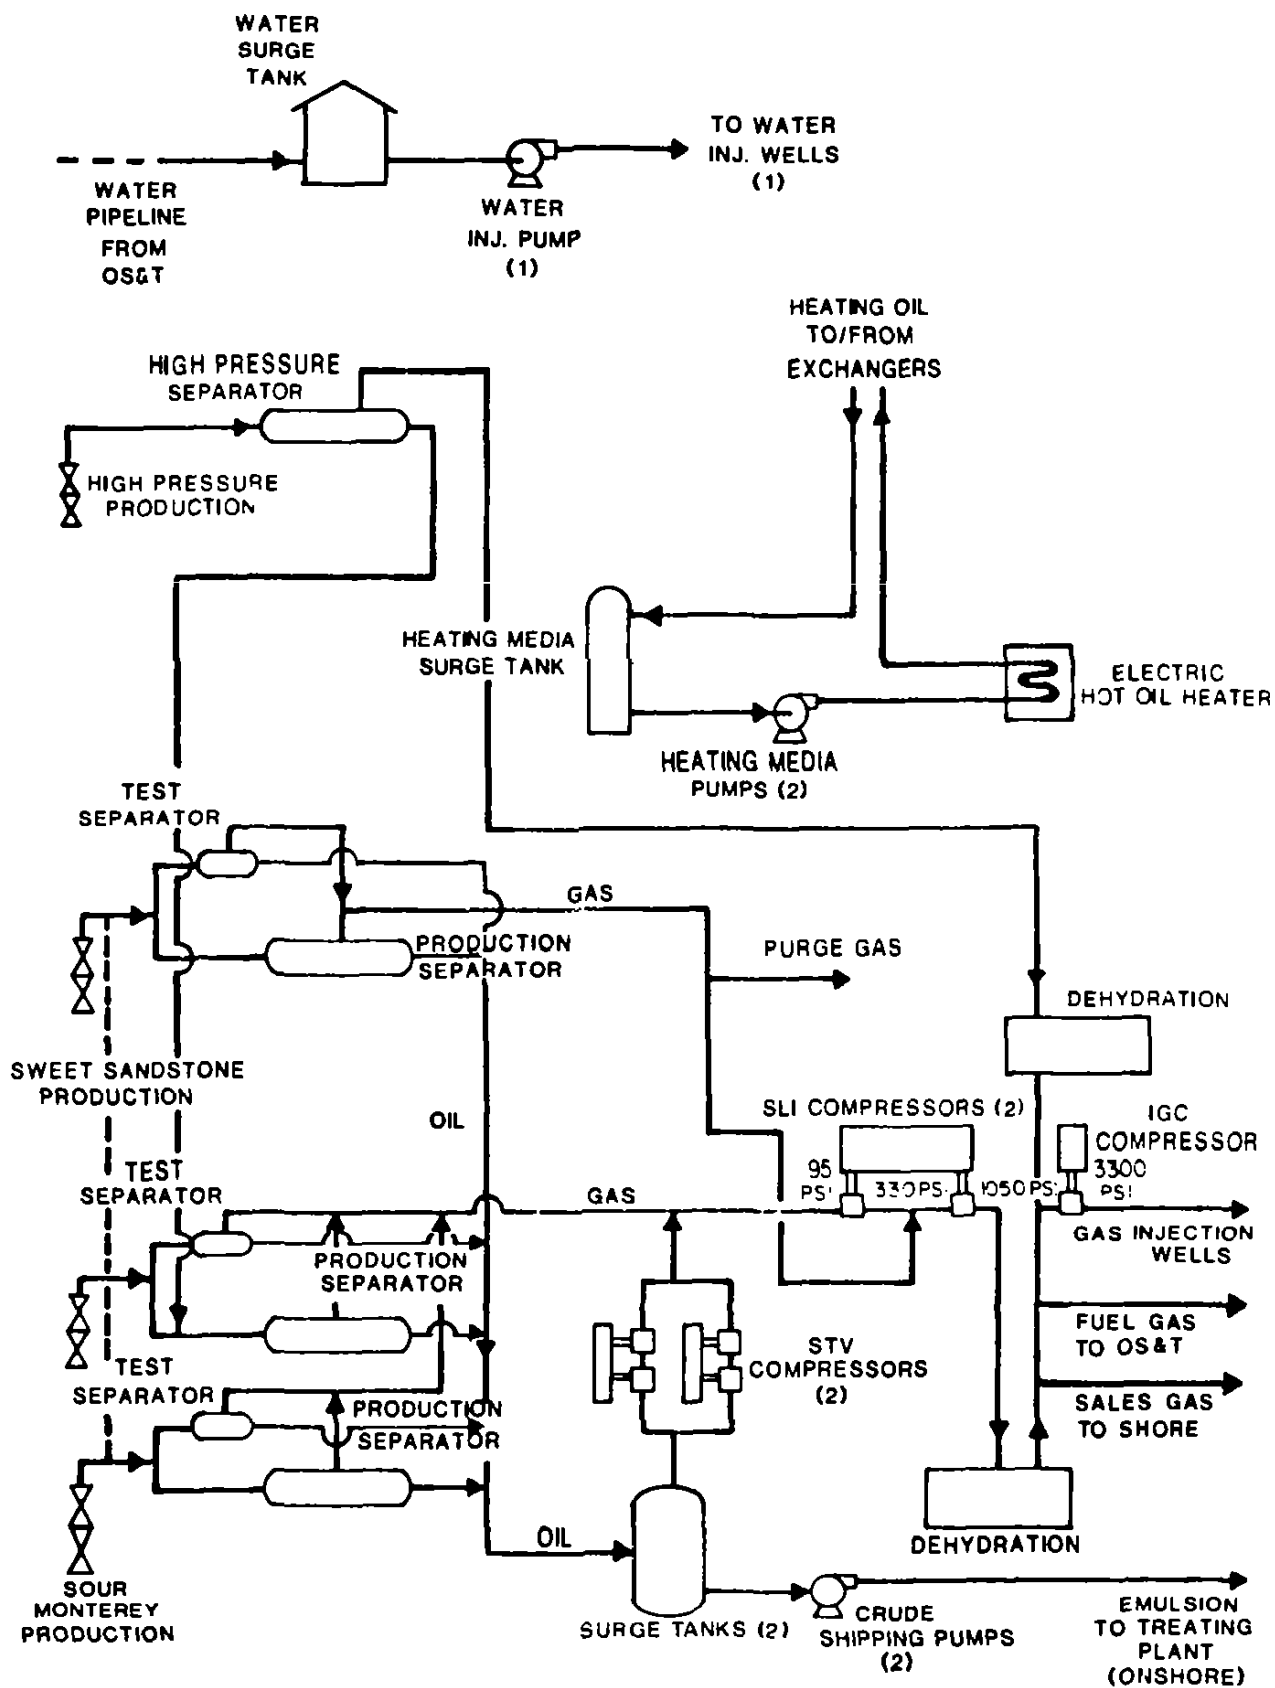 WATER
SURGE
TANK
TO WATER
INJ. WELLS
(1)
WATER
PIPELINE
FROM
OS&T
WATER
INJ. PUMP
(1)
HEATING OIL
TO/FROM
EXCHANGERS
HIGH PRESSURE
SEPARATOR
HIGH PRESSURE
PRODUCTION
HEATING MEDIA
SURGE TANK
ELECTRIC
HOT OIL HEATER
HEATING MEDIA
PUMPS (2)
TEST
SEPARATOR
GAS
PRODUCTION
SEPARATOR
PURGE GAS
DEHYDRATION
SWEET SANDSTONE
PRODUCTION
OIL
SLI COMPRESSORS (2)
IGC
COMPRESSOR
95
PSI
330 PSI
1050 PSI
3300
PSI
TEST
SEPARATOR
GAS
PRODUCTION
SEPARATOR
GAS INJECTION
WELLS
FUEL GAS
TO OS&T
STV
COMPRESSORS
(2)
TEST
SEPARATOR
PRODUCTION
SEPARATOR
SALES GAS
TO SHORE
OIL
DEHYDRATION
SOUR
MONTEREY
PRODUCTION
SURGE TANKS (2)
CRUDE
SHIPPING PUMPS
(2)
EMULSION
TO TREATING
PLANT
(ONSHORE)